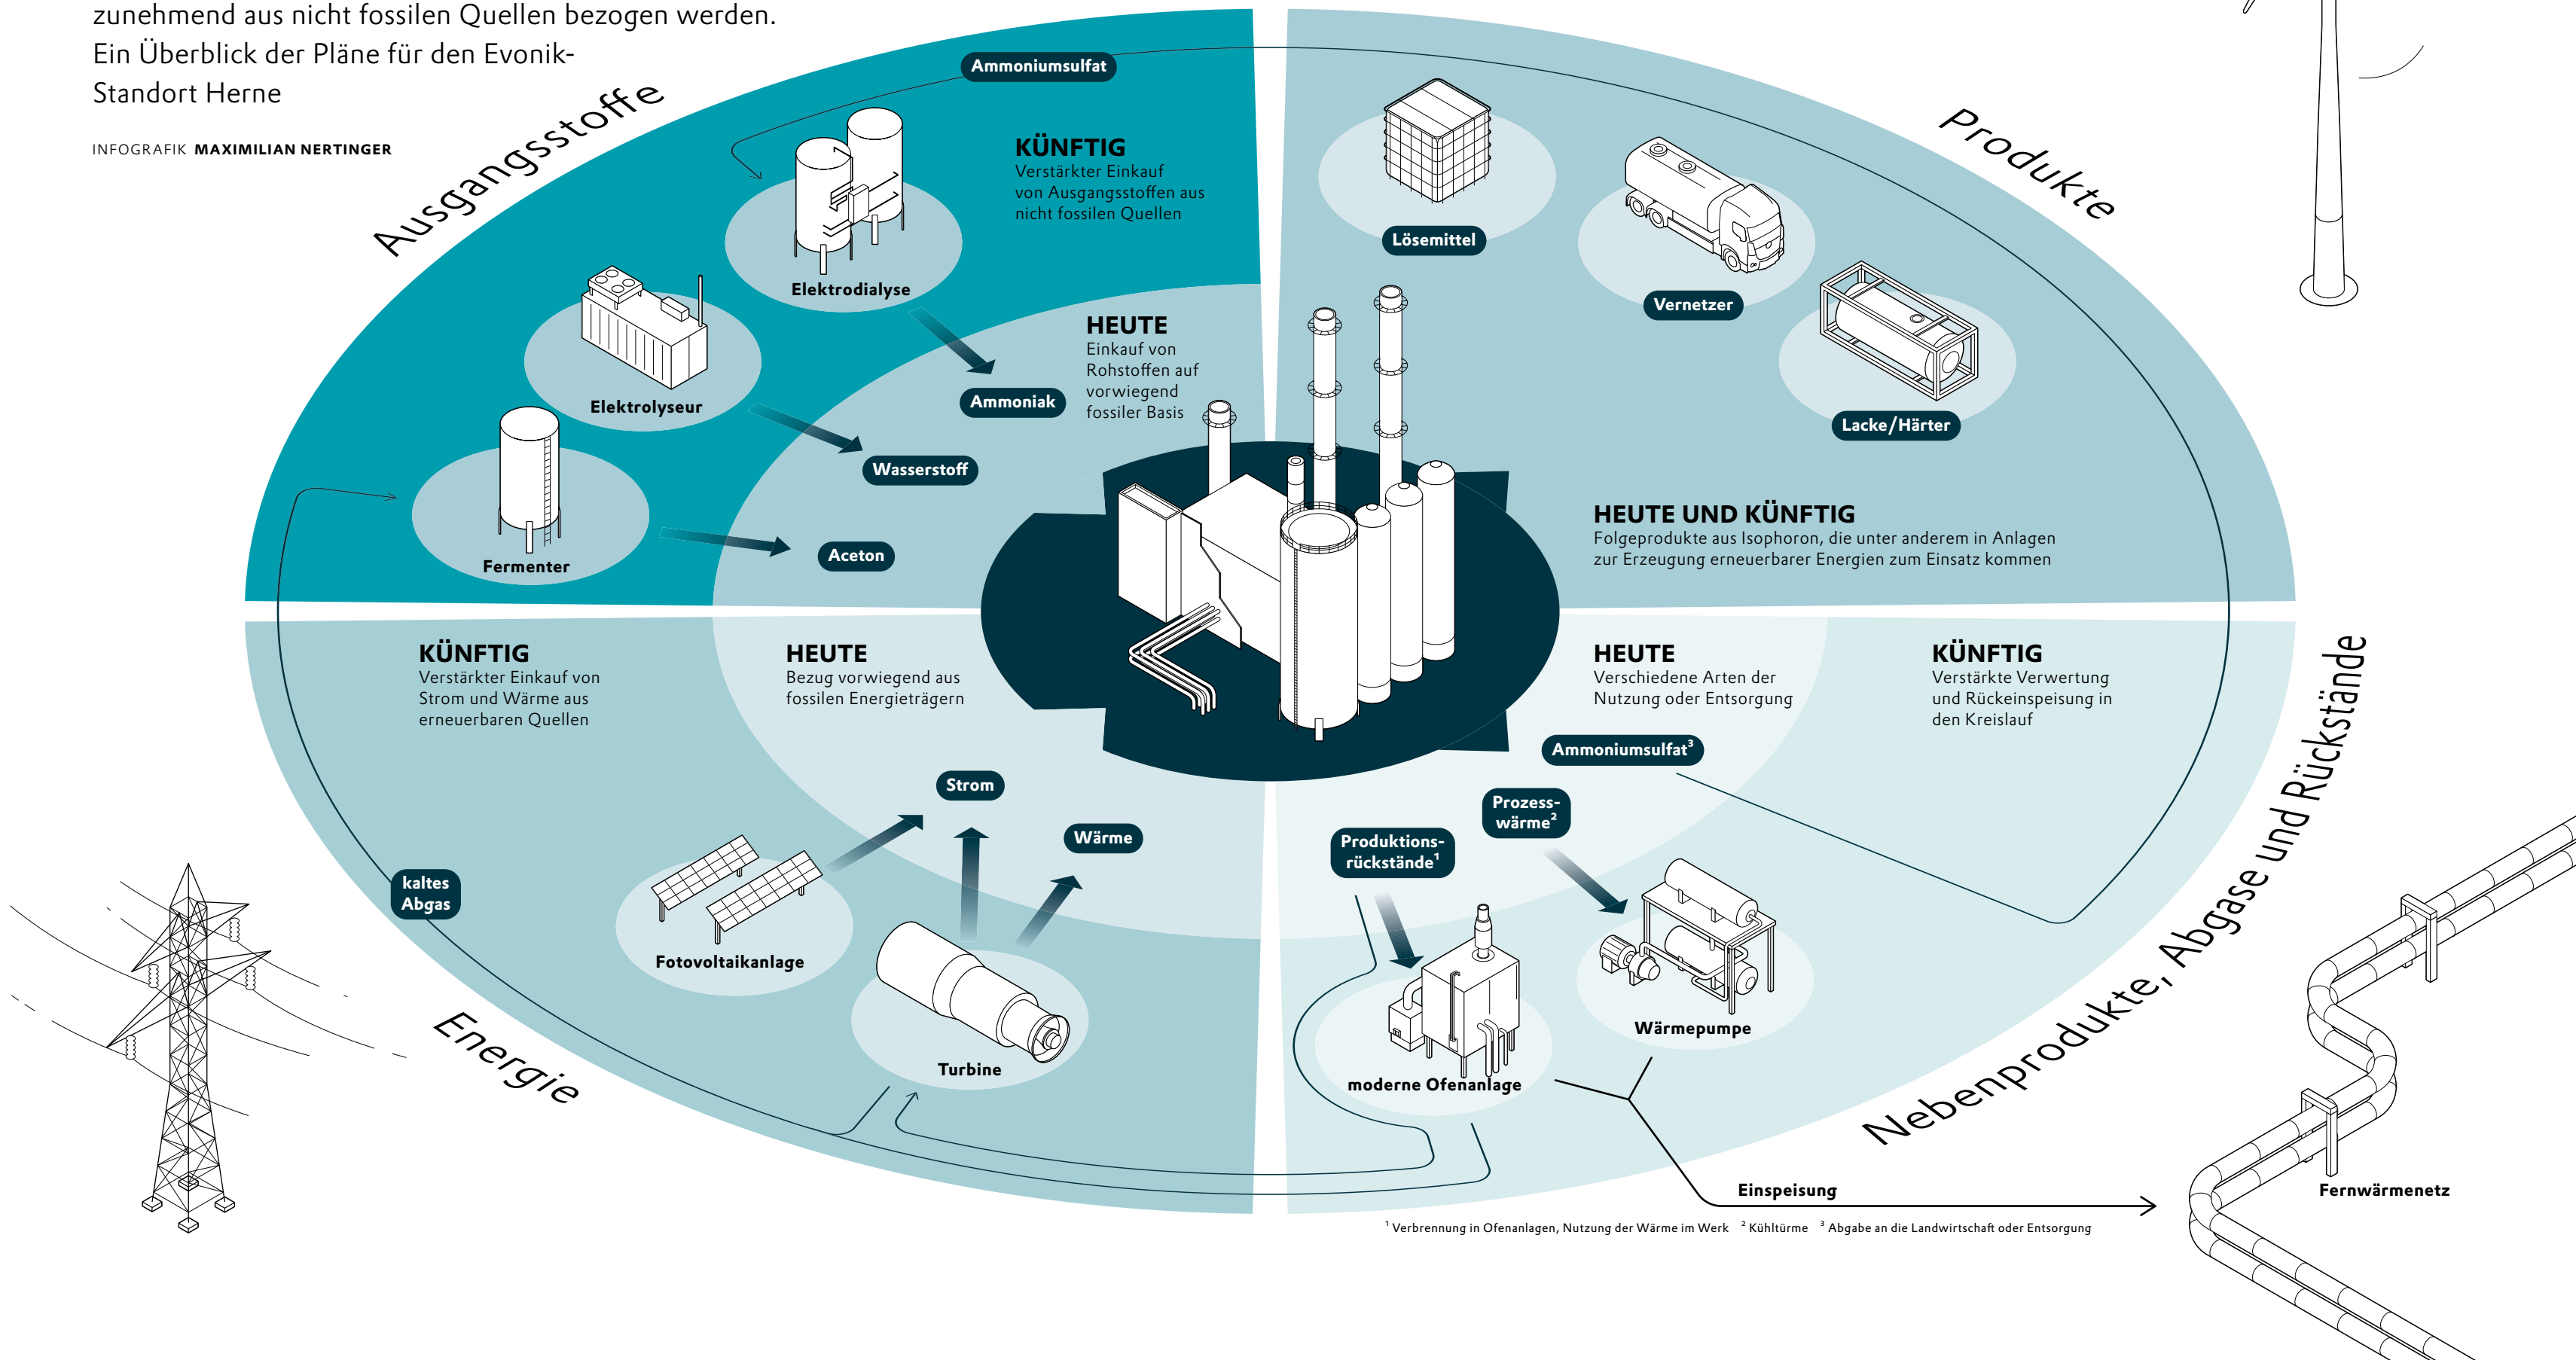 zunehmend aus nicht fossilen Quellen bezogen werden.
Ein Überblick der Pläne für den Evonik-
Standort Herne
INFOGRAFIK MAXIMILIAN NERTINGER
Ausgangsstoffe
Ammoniumsulfat
KÜNFTIG
Verstärkter Einkauf
von Ausgangsstoffen aus
nicht fossilen Quellen
Elektrodialyse
Elektrolyseur
Fermenter
HEUTE
Einkauf von
Rohstoffen auf
vorwiegend
fossiler Basis
Ammoniak
Wasserstoff
Aceton
Produkte
Lösemittel
Vernetzer
Lacke/Härter
HEUTE UND KÜNFTIG
Folgeprodukte aus Isophoron, die unter anderem in Anlagen
zur Erzeugung erneuerbarer Energien zum Einsatz kommen
KÜNFTIG
Verstärkter Einkauf von
Strom und Wärme aus
erneuerbaren Quellen
HEUTE
Bezug vorwiegend aus
fossilen Energieträgern
Strom
Wärme
kaltes
Abgas
Fotovoltaikanlage
Turbine
Energie
HEUTE
Verschiedene Arten der
Nutzung oder Entsorgung
KÜNFTIG
Verstärkte Verwertung
und Rückeinspeisung in
den Kreislauf
Ammoniumsulfat³
Prozess-
wärme²
Produktions-
rückstände¹
Wärmepumpe
moderne Ofenanlage
Nebenprodukte, Abgase und Rückstände
Einspeisung
Fernwärmenetz
¹ Verbrennung in Ofenanlagen, Nutzung der Wärme im Werk ² Kühltürme ³ Abgabe an die Landwirtschaft oder Entsorgung